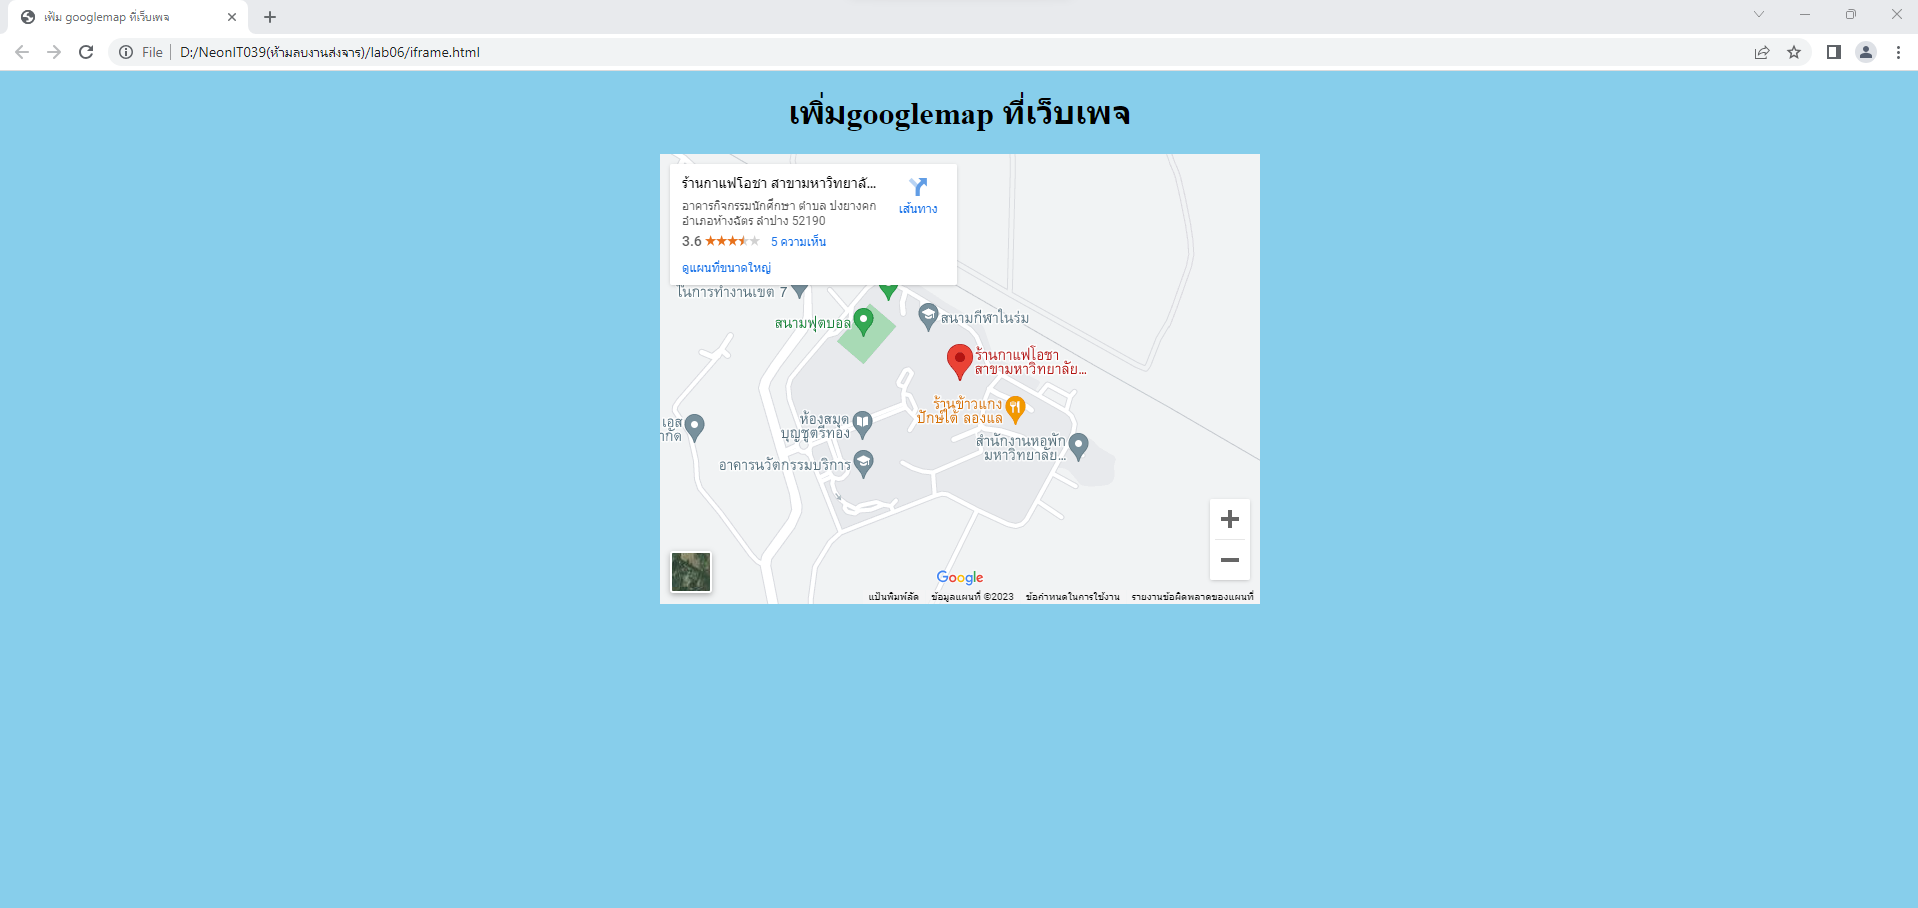 เพิ่ม googlemap ที่เว็บเพจ
File
D:/NeonIT039(ห้ามลบงานส่งจาร)/lab06/iframe.html
เพิ่มgooglemap ที่เว็บเพจ
ร้านกาแฟโอชา สาขามหาวิทยาลั...
อาคารกิจกรรมนักศึกษา ตำบล ปงยางคก
อำเภอห้างฉัตร ลำปาง 52190
3.6
5 ความเห็น
ดูแผนที่ขนาดใหญ่
เส้นทาง
ในการทำงานเขต 7
สนามฟุตบอล
สนามกีฬาในร่ม
ร้านกาแฟโอชา
สาขามหาวิทยาลัย...
ร้านข้าวแกง
ปักษ์ใต้ ลองแล
ห้องสมุด
บุญชูตรีทอง
สำนักงานหอพัก
มหาวิทยาลัย...
อาคารนวัตกรรมบริการ
Google
แป้นพิมพ์ลัด
ข้อมูลแผนที่ ©2023
ข้อกำหนดในการใช้งาน
รายงานข้อผิดพลาดของแผนที่